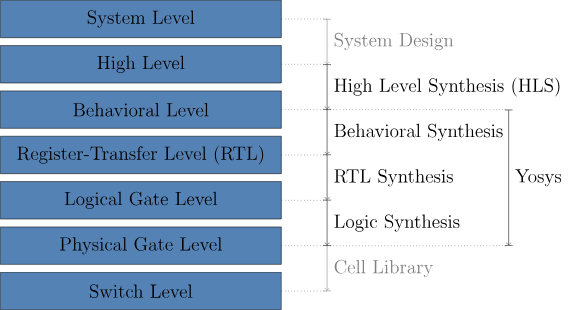 System Level
System Design
High Level
High Level Synthesis (HLS)
Behavioral Level
Behavioral Synthesis
Register-Transfer Level (RTL)
RTL Synthesis
Yosys
Logical Gate Level
Logic Synthesis
Physical Gate Level
Cell Library
Switch Level